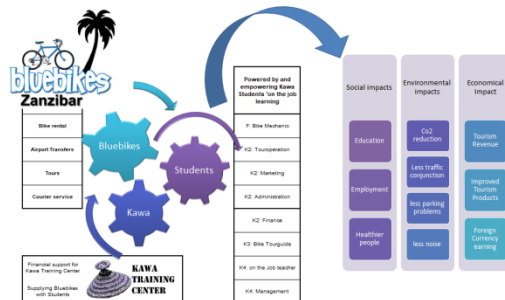 bluebikes
Zanzibar
Bike rental
Airport Transfers
Tours
Courier service
Bluebikes
Students
Kawa
Financial support for
Kawa Training Center
Supplying Bluebikes
with Students
KAWA
TRAINING
CENTER
Powered by and
empowering Kawa
Students 'on the job
learning
F: Bike Mechanic
K2: Touroperation
K2: Marketing
K2: Administration
K2: Finance
K3: Bike Tourguide
K4: on the Job teacher
K4: Management
Social impacts
Education
Employment
Healthier
people
Environmental
impacts
Co2
reduction
Less traffic
conjunction
less parking
problems
less noise
Economical
Impact
Tourism
Revenue
Improved
Tourism
Products
Foreign
Currency
earning